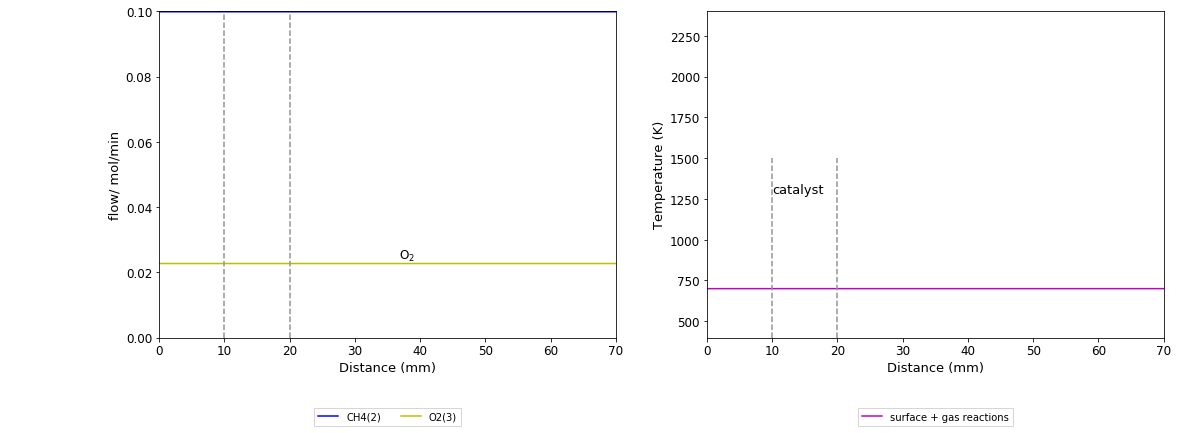 0.10
0.08
0.06
0.04
0.02
0.00
flow/ mol/min
O2
0 10 20 30 40 50 60 70
Distance (mm)
CH4(2) O2(3)
2250
2000
1750
1500
1250
1000
750
500
Temperature (K)
catalyst
0 10 20 30 40 50 60 70
Distance (mm)
surface + gas reactions